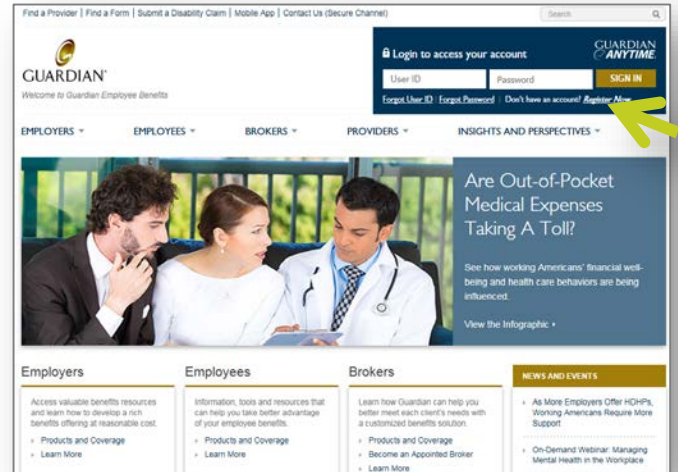 Find a Provider | Find a Form | Submit a Disability Claim | Mobile App | Contact Us (Secure Channel)
Search
GUARDIAN®
Welcome to Guardian Employee Benefits
Login to access your account
GUARDIAN
ANYTIME.
User ID
Password
SIGN IN
Forgot User ID | Forgot Password | Don't have an account? Register Now
EMPLOYERS
EMPLOYEES
BROKERS
PROVIDERS
INSIGHTS AND PERSPECTIVES
Are Out-of-Pocket
Medical Expenses
Taking A Toll?
See how working Americans' financial well-
being and health care behaviors are being
influenced.
View the Infographic
Employers
Access valuable benefits resources
and learn how to develop a rich
benefits offering at reasonable cost.
Products and Coverage
Learn More
Employees
Information, tools and resources that
can help you take better advantage
of your employee benefits.
Products and Coverage
Learn More
Brokers
Learn how Guardian can help you
better meet each client's needs with
a customized benefits solution.
Products and Coverage
Become an Appointed Broker
Learn More
NEWS AND EVENTS
As More Employers Offer HDHPs,
Working Americans Require More
Support
On-Demand Webinar: Managing
Mental Health in the Workplace